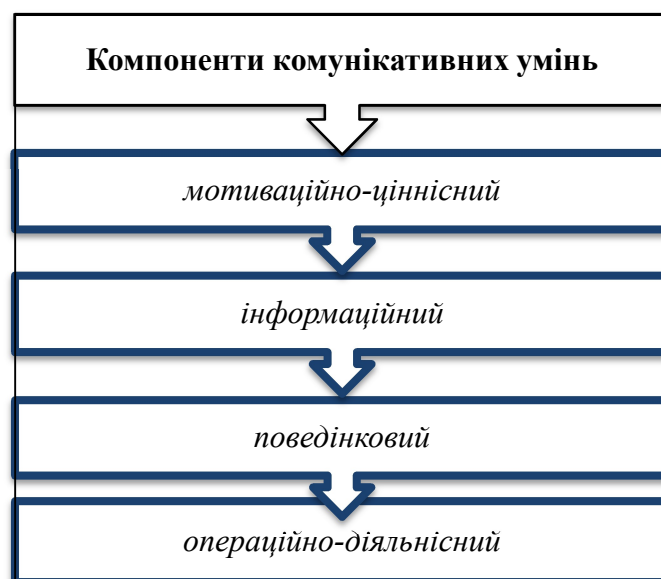 Компоненти комунікативних умінь
мотиваційно-ціннісний
інформаційний
поведінковий
операційно-діяльнісний